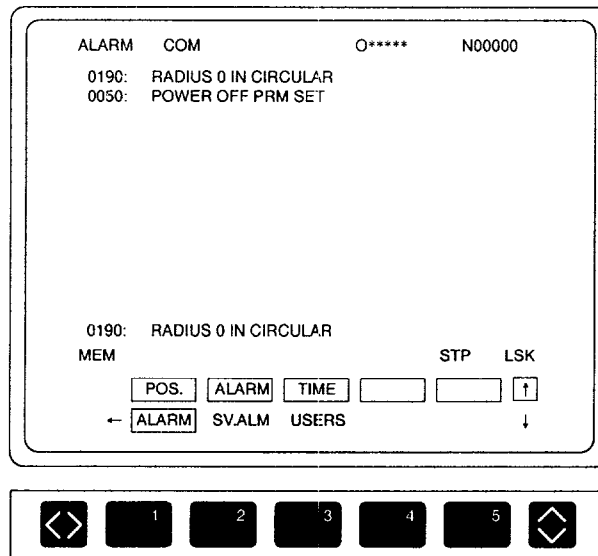 ALARM COM O***** N00000
0190: RADIUS 0 IN CIRCULAR
0050: POWER OFF PRM SET
0190: RADIUS 0 IN CIRCULAR
MEM STP LSK
POS. ALARM TIME ↑
← ALARM SV.ALM USERS ↓
1 2 3 4 5